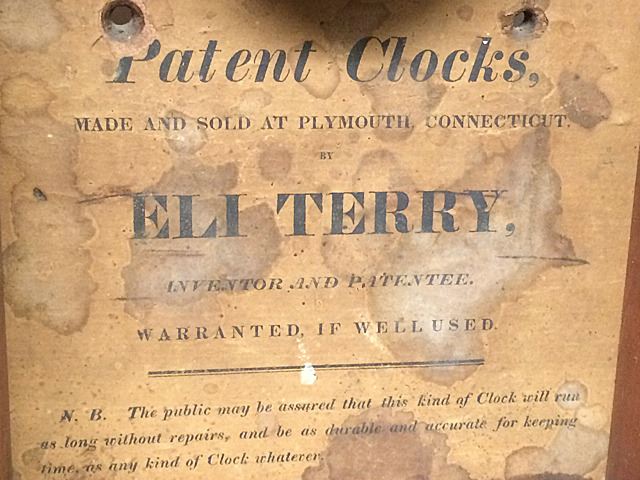 Patent Clocks,
MADE AND SOLD AT PLYMOUTH, CONNECTICUT.
BY
ELI TERRY,
INVENTOR AND PATENTEE.
WARRANTED, IF WELL USED.
N. B. The public may be assured that this kind of Clock will run
as long without repairs, and be as durable and accurate for keeping
time, as any kind of Clock whatever.